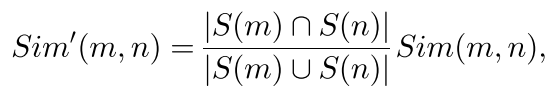 Sim′(m, n) = |S(m) ∩ S(n)| / |S(m) ∪ S(n)| Sim(m, n),